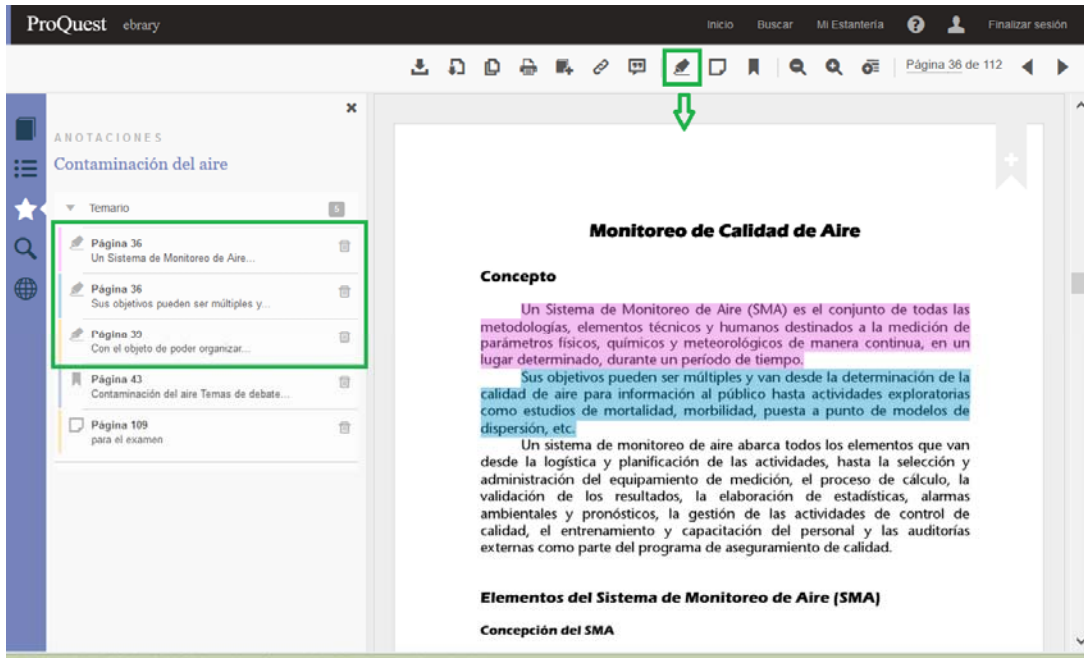 ProQuest ebrary
Inicio Buscar Mi Estantería ? Finalizar sesión
Página 36 de 112
ANOTACIONES
Contaminación del aire
Temario 5
Página 36
Un Sistema de Monitoreo de Aire...
Página 36
Sus objetivos pueden ser múltiples y...
Página 39
Con el objeto de poder organizar...
Página 43
Contaminación del aire Temas de debate...
Página 109
para el examen
Monitoreo de Calidad de Aire
Concepto
Un Sistema de Monitoreo de Aire (SMA) es el conjunto de todas las
metodologías, elementos técnicos y humanos destinados a la medición de
parámetros físicos, químicos y meteorológicos de manera continua, en un
lugar determinado, durante un período de tiempo.
Sus objetivos pueden ser múltiples y van desde la determinación de la
calidad de aire para información al público hasta actividades exploratorias
como estudios de mortalidad, morbilidad, puesta a punto de modelos de
dispersión, etc.
Un sistema de monitoreo de aire abarca todos los elementos que van
desde la logística y planificación de las actividades, hasta la selección y
administración del equipamiento de medición, el proceso de cálculo, la
validación de los resultados, la elaboración de estadísticas, alarmas
ambientales y pronósticos, la gestión de las actividades de control de
calidad, el entrenamiento y capacitación del personal y las auditorías
externas como parte del programa de aseguramiento de calidad.
Elementos del Sistema de Monitoreo de Aire (SMA)
Concepción del SMA